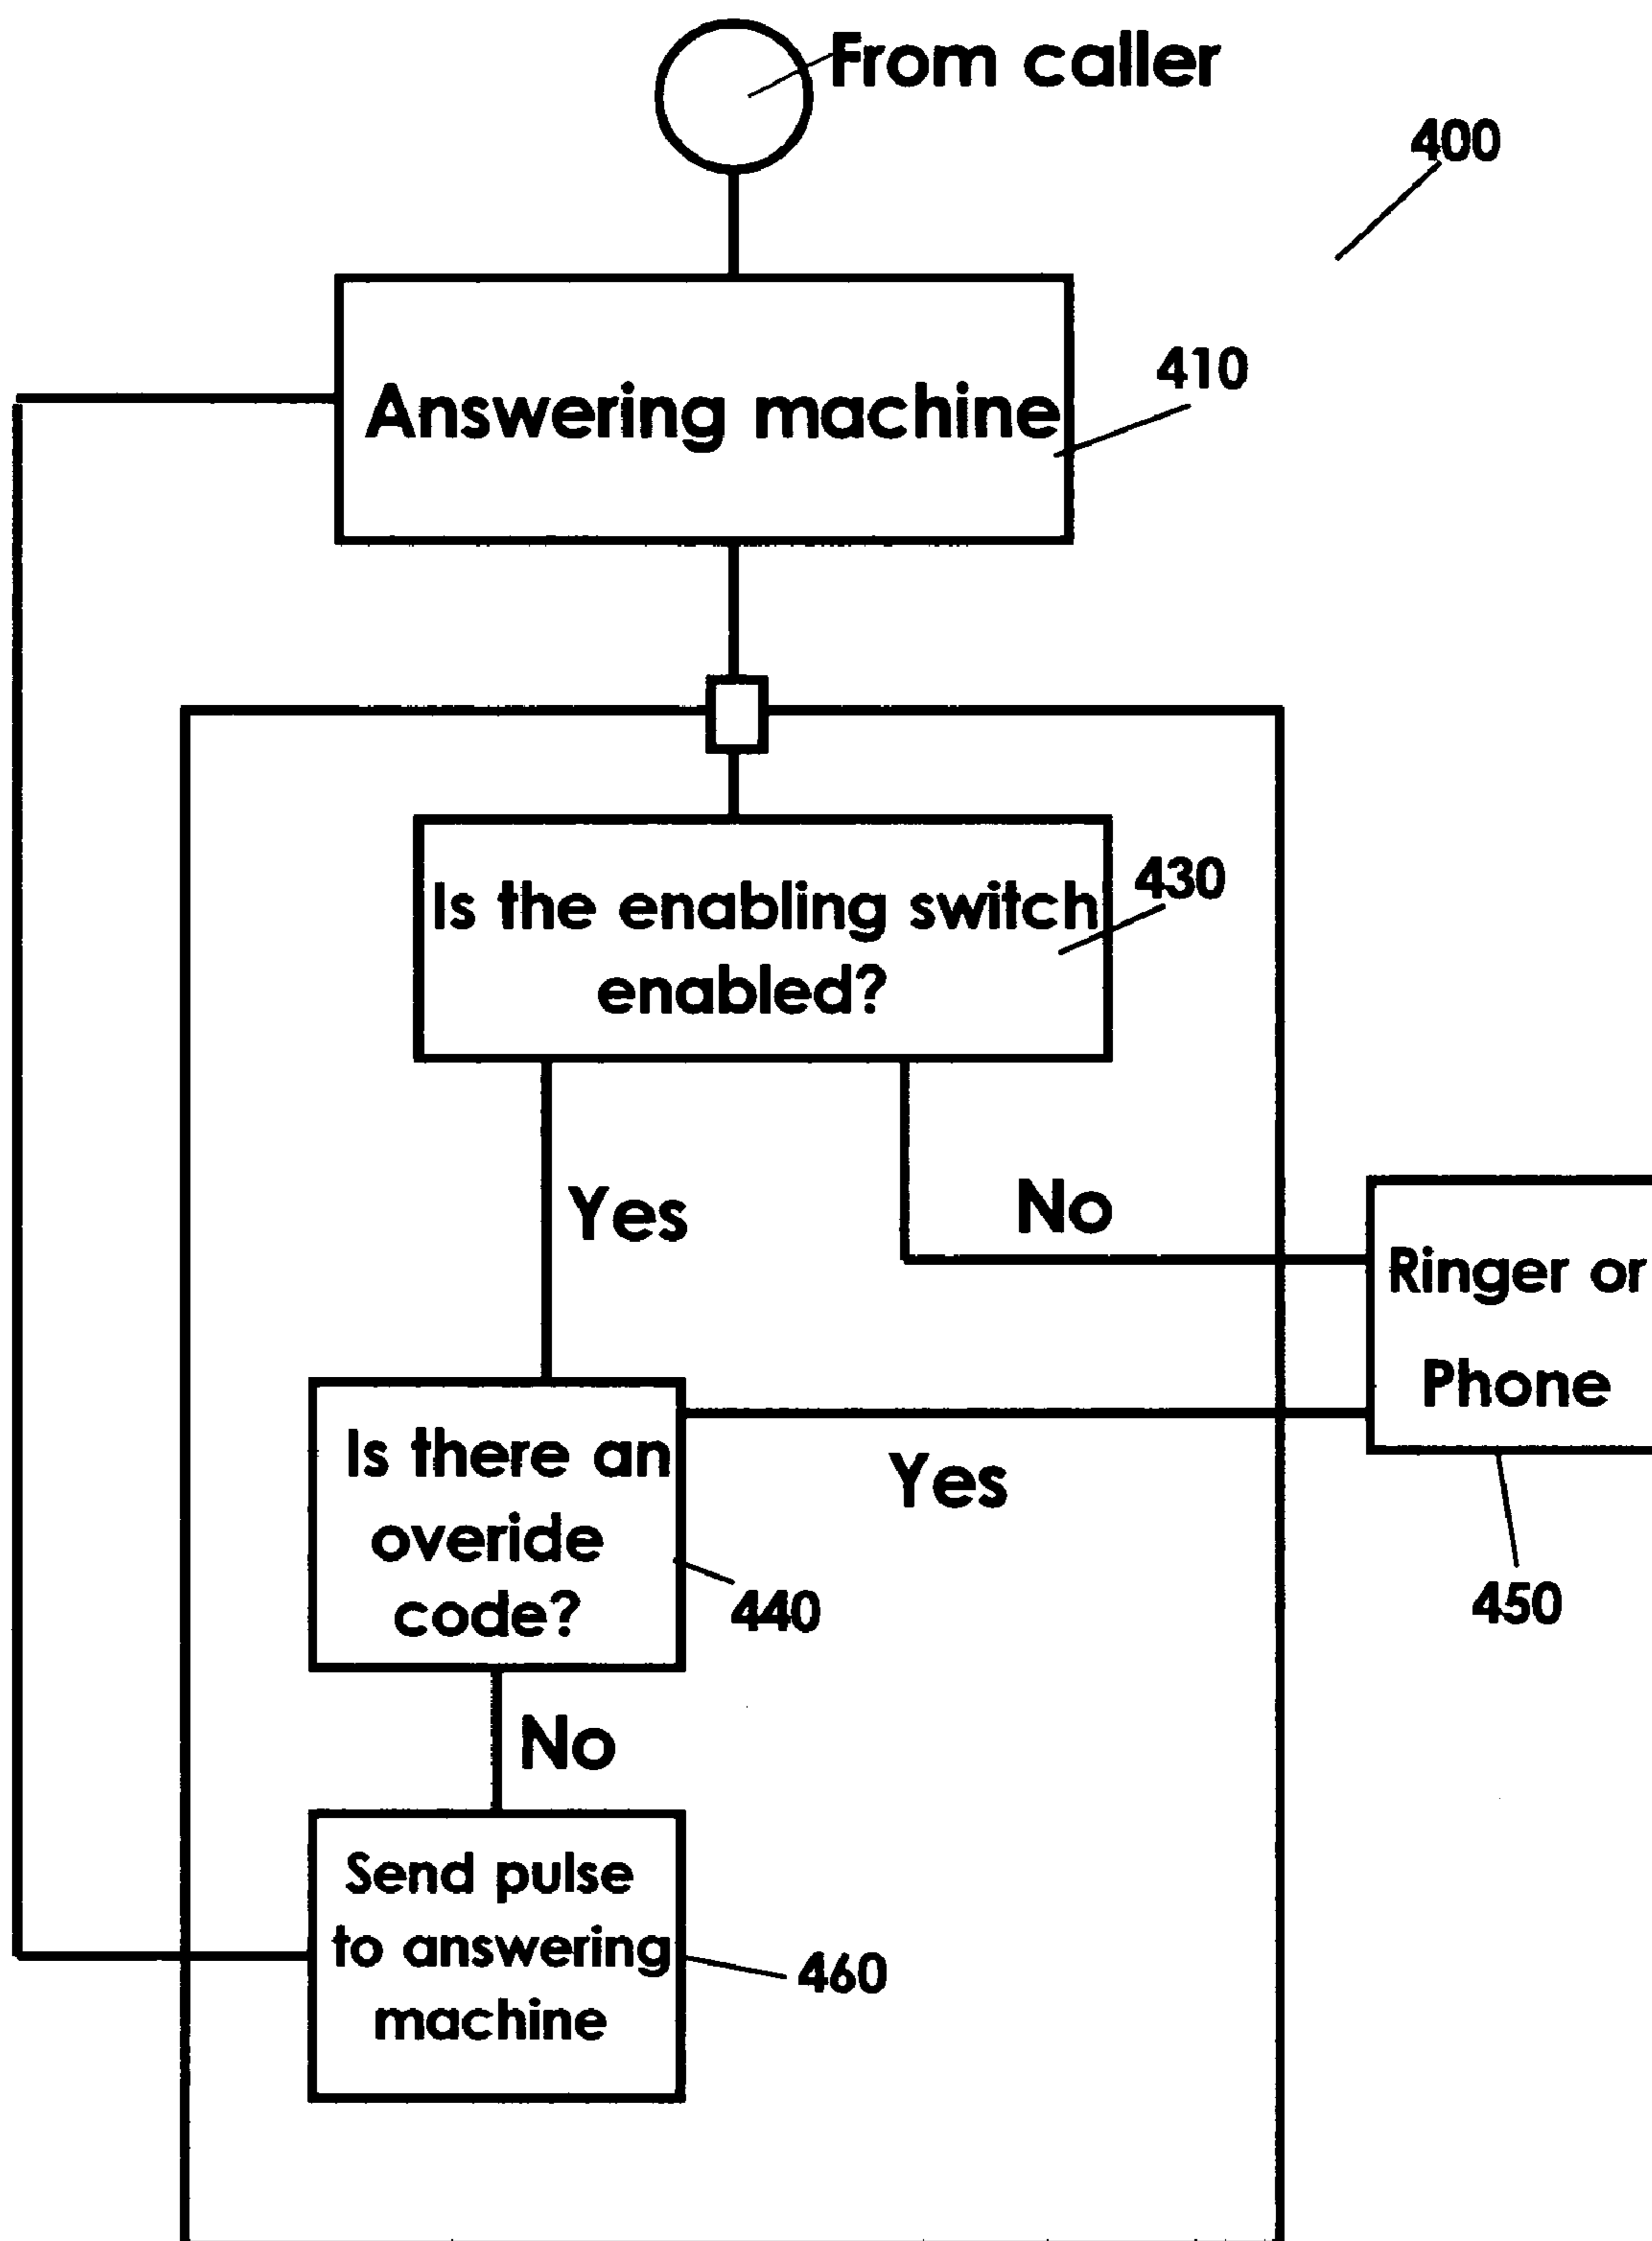 From caller
400
Answering machine
410
Is the enabling switch
enabled?
430
Yes
No
Ringer or
Phone
450
Is there an
overide
code?
440
Yes
No
Send pulse
to answering
machine
460